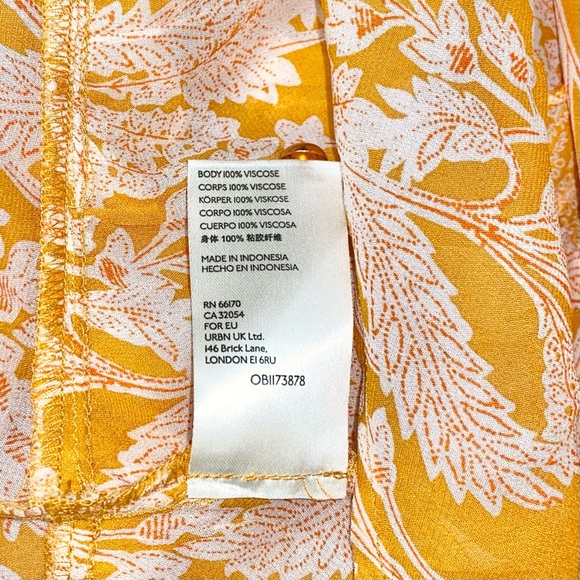 BODY 100% VISCOSE
CORPS 100% VISCOSE
KÖRPER 100% VISKOSE
CORPO 100% VISCOSA
CUERPO 100% VISCOSA
身体 100% 粘胶纤维
MADE IN INDONESIA
HECHO EN INDONESIA
RN 66170
CA 32054
FOR EU
URBN UK Ltd.
146 Brick Lane,
LONDON E1 6RU
OB1173878